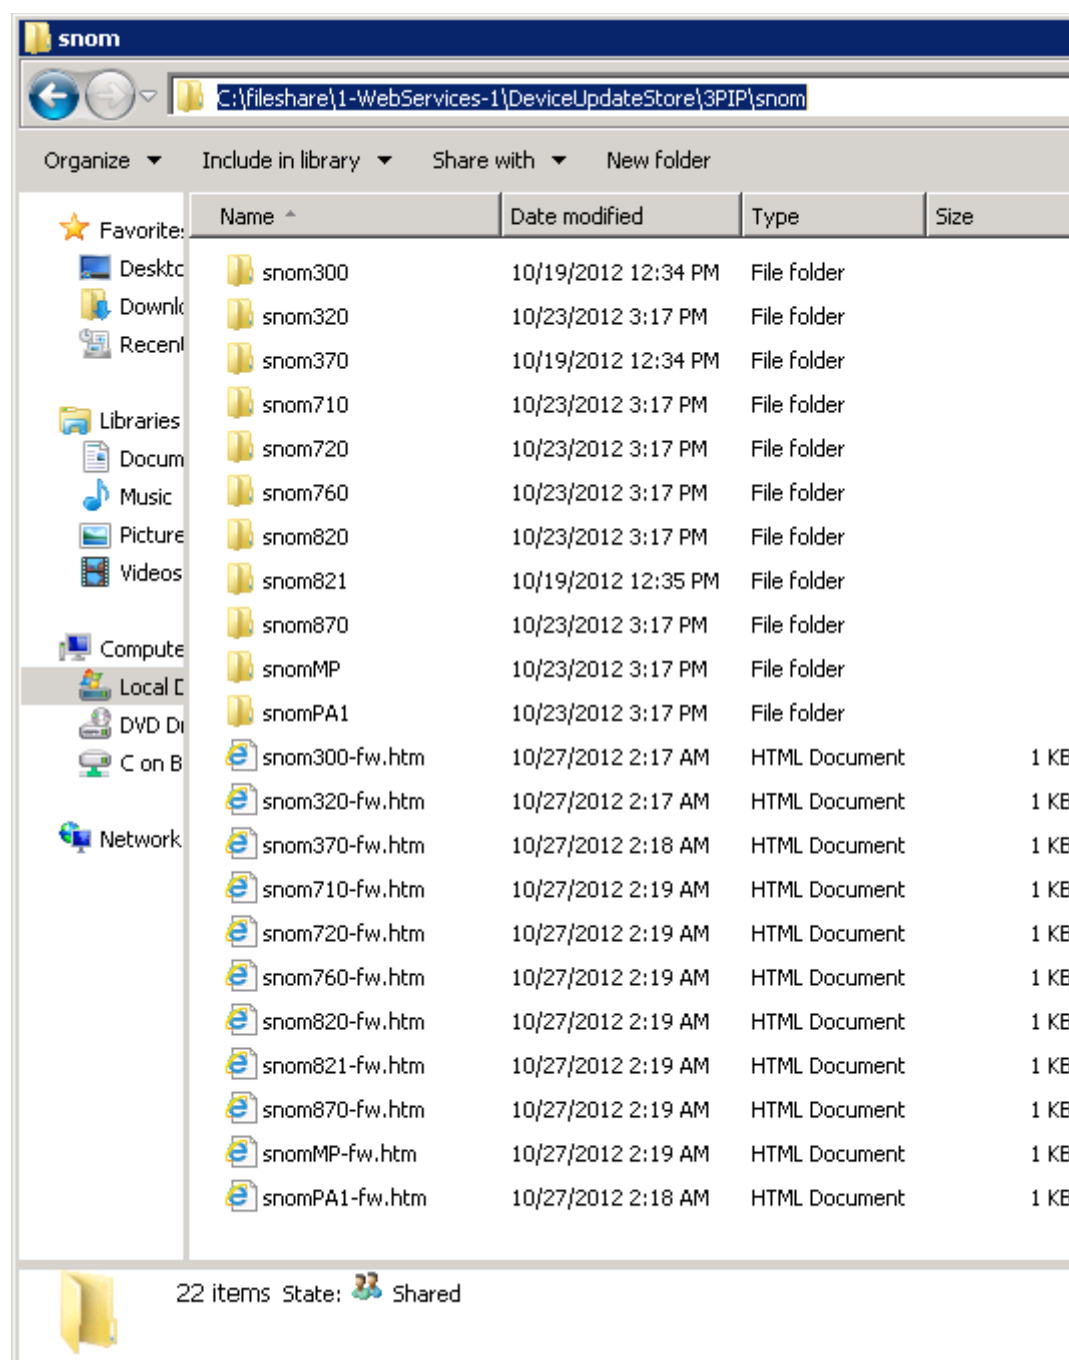 snom
C:\fileshare\1-WebServices-1\DeviceUpdateStore\3PIP\snom
Organize Include in library Share with New folder
Name Date modified Type Size
Favorites
Deskto
Downlo
Recent
Libraries
Docum
Music
Picture
Videos
Compute
Local D
DVD Dr
C on B
Network
snom300 10/19/2012 12:34 PM File folder
snom320 10/23/2012 3:17 PM File folder
snom370 10/19/2012 12:34 PM File folder
snom710 10/23/2012 3:17 PM File folder
snom720 10/23/2012 3:17 PM File folder
snom760 10/23/2012 3:17 PM File folder
snom820 10/23/2012 3:17 PM File folder
snom821 10/19/2012 12:35 PM File folder
snom870 10/23/2012 3:17 PM File folder
snomMP 10/23/2012 3:17 PM File folder
snomPA1 10/23/2012 3:17 PM File folder
snom300-fw.htm 10/27/2012 2:17 AM HTML Document 1 KB
snom320-fw.htm 10/27/2012 2:17 AM HTML Document 1 KB
snom370-fw.htm 10/27/2012 2:18 AM HTML Document 1 KB
snom710-fw.htm 10/27/2012 2:19 AM HTML Document 1 KB
snom720-fw.htm 10/27/2012 2:19 AM HTML Document 1 KB
snom760-fw.htm 10/27/2012 2:19 AM HTML Document 1 KB
snom820-fw.htm 10/27/2012 2:19 AM HTML Document 1 KB
snom821-fw.htm 10/27/2012 2:19 AM HTML Document 1 KB
snom870-fw.htm 10/27/2012 2:19 AM HTML Document 1 KB
snomMP-fw.htm 10/27/2012 2:19 AM HTML Document 1 KB
snomPA1-fw.htm 10/27/2012 2:18 AM HTML Document 1 KB
22 items State: Shared